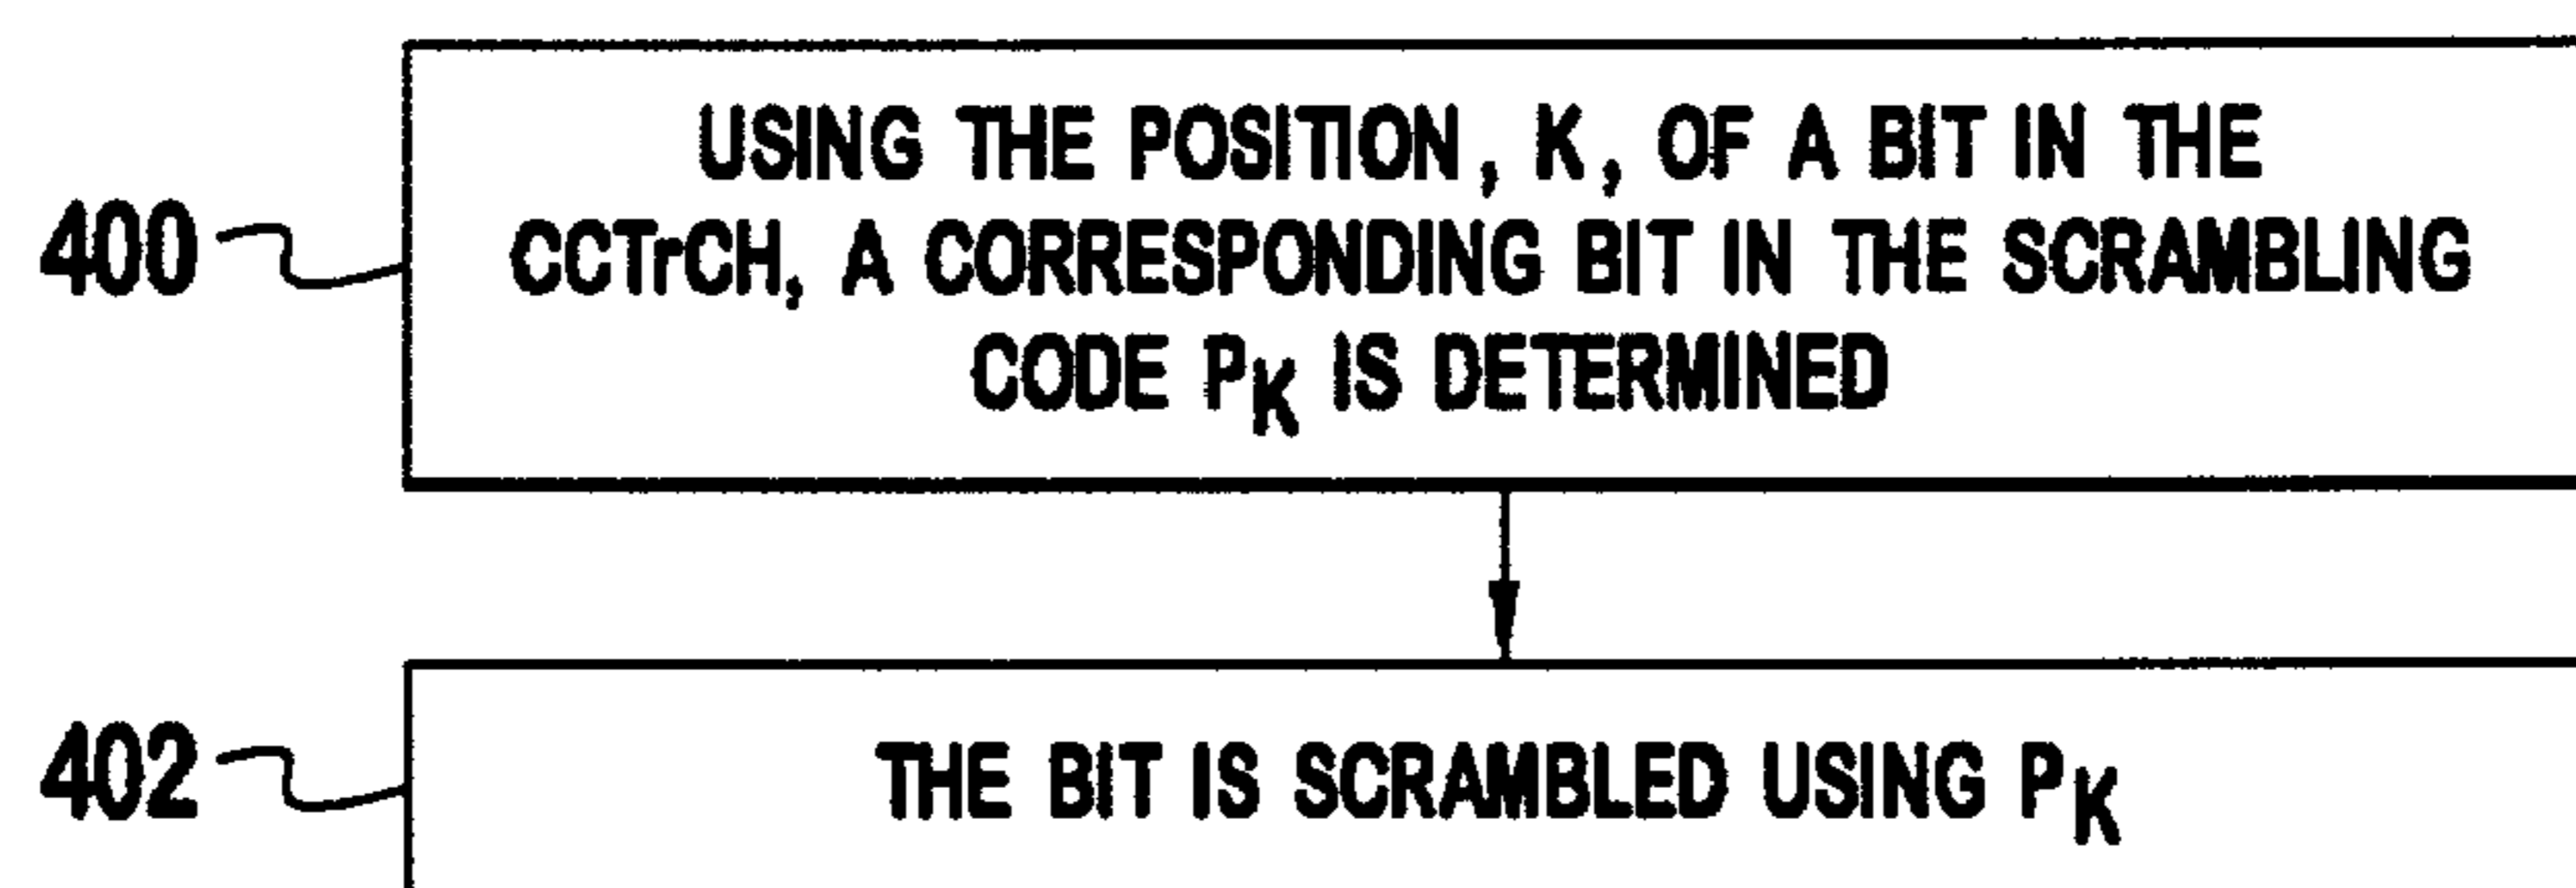 USING THE POSITION, K, OF A BIT IN THE
400
CCTrCH, A CORRESPONDING BIT IN THE SCRAMBLING
CODE PK IS DETERMINED
402
THE BIT IS SCRAMBLED USING PK